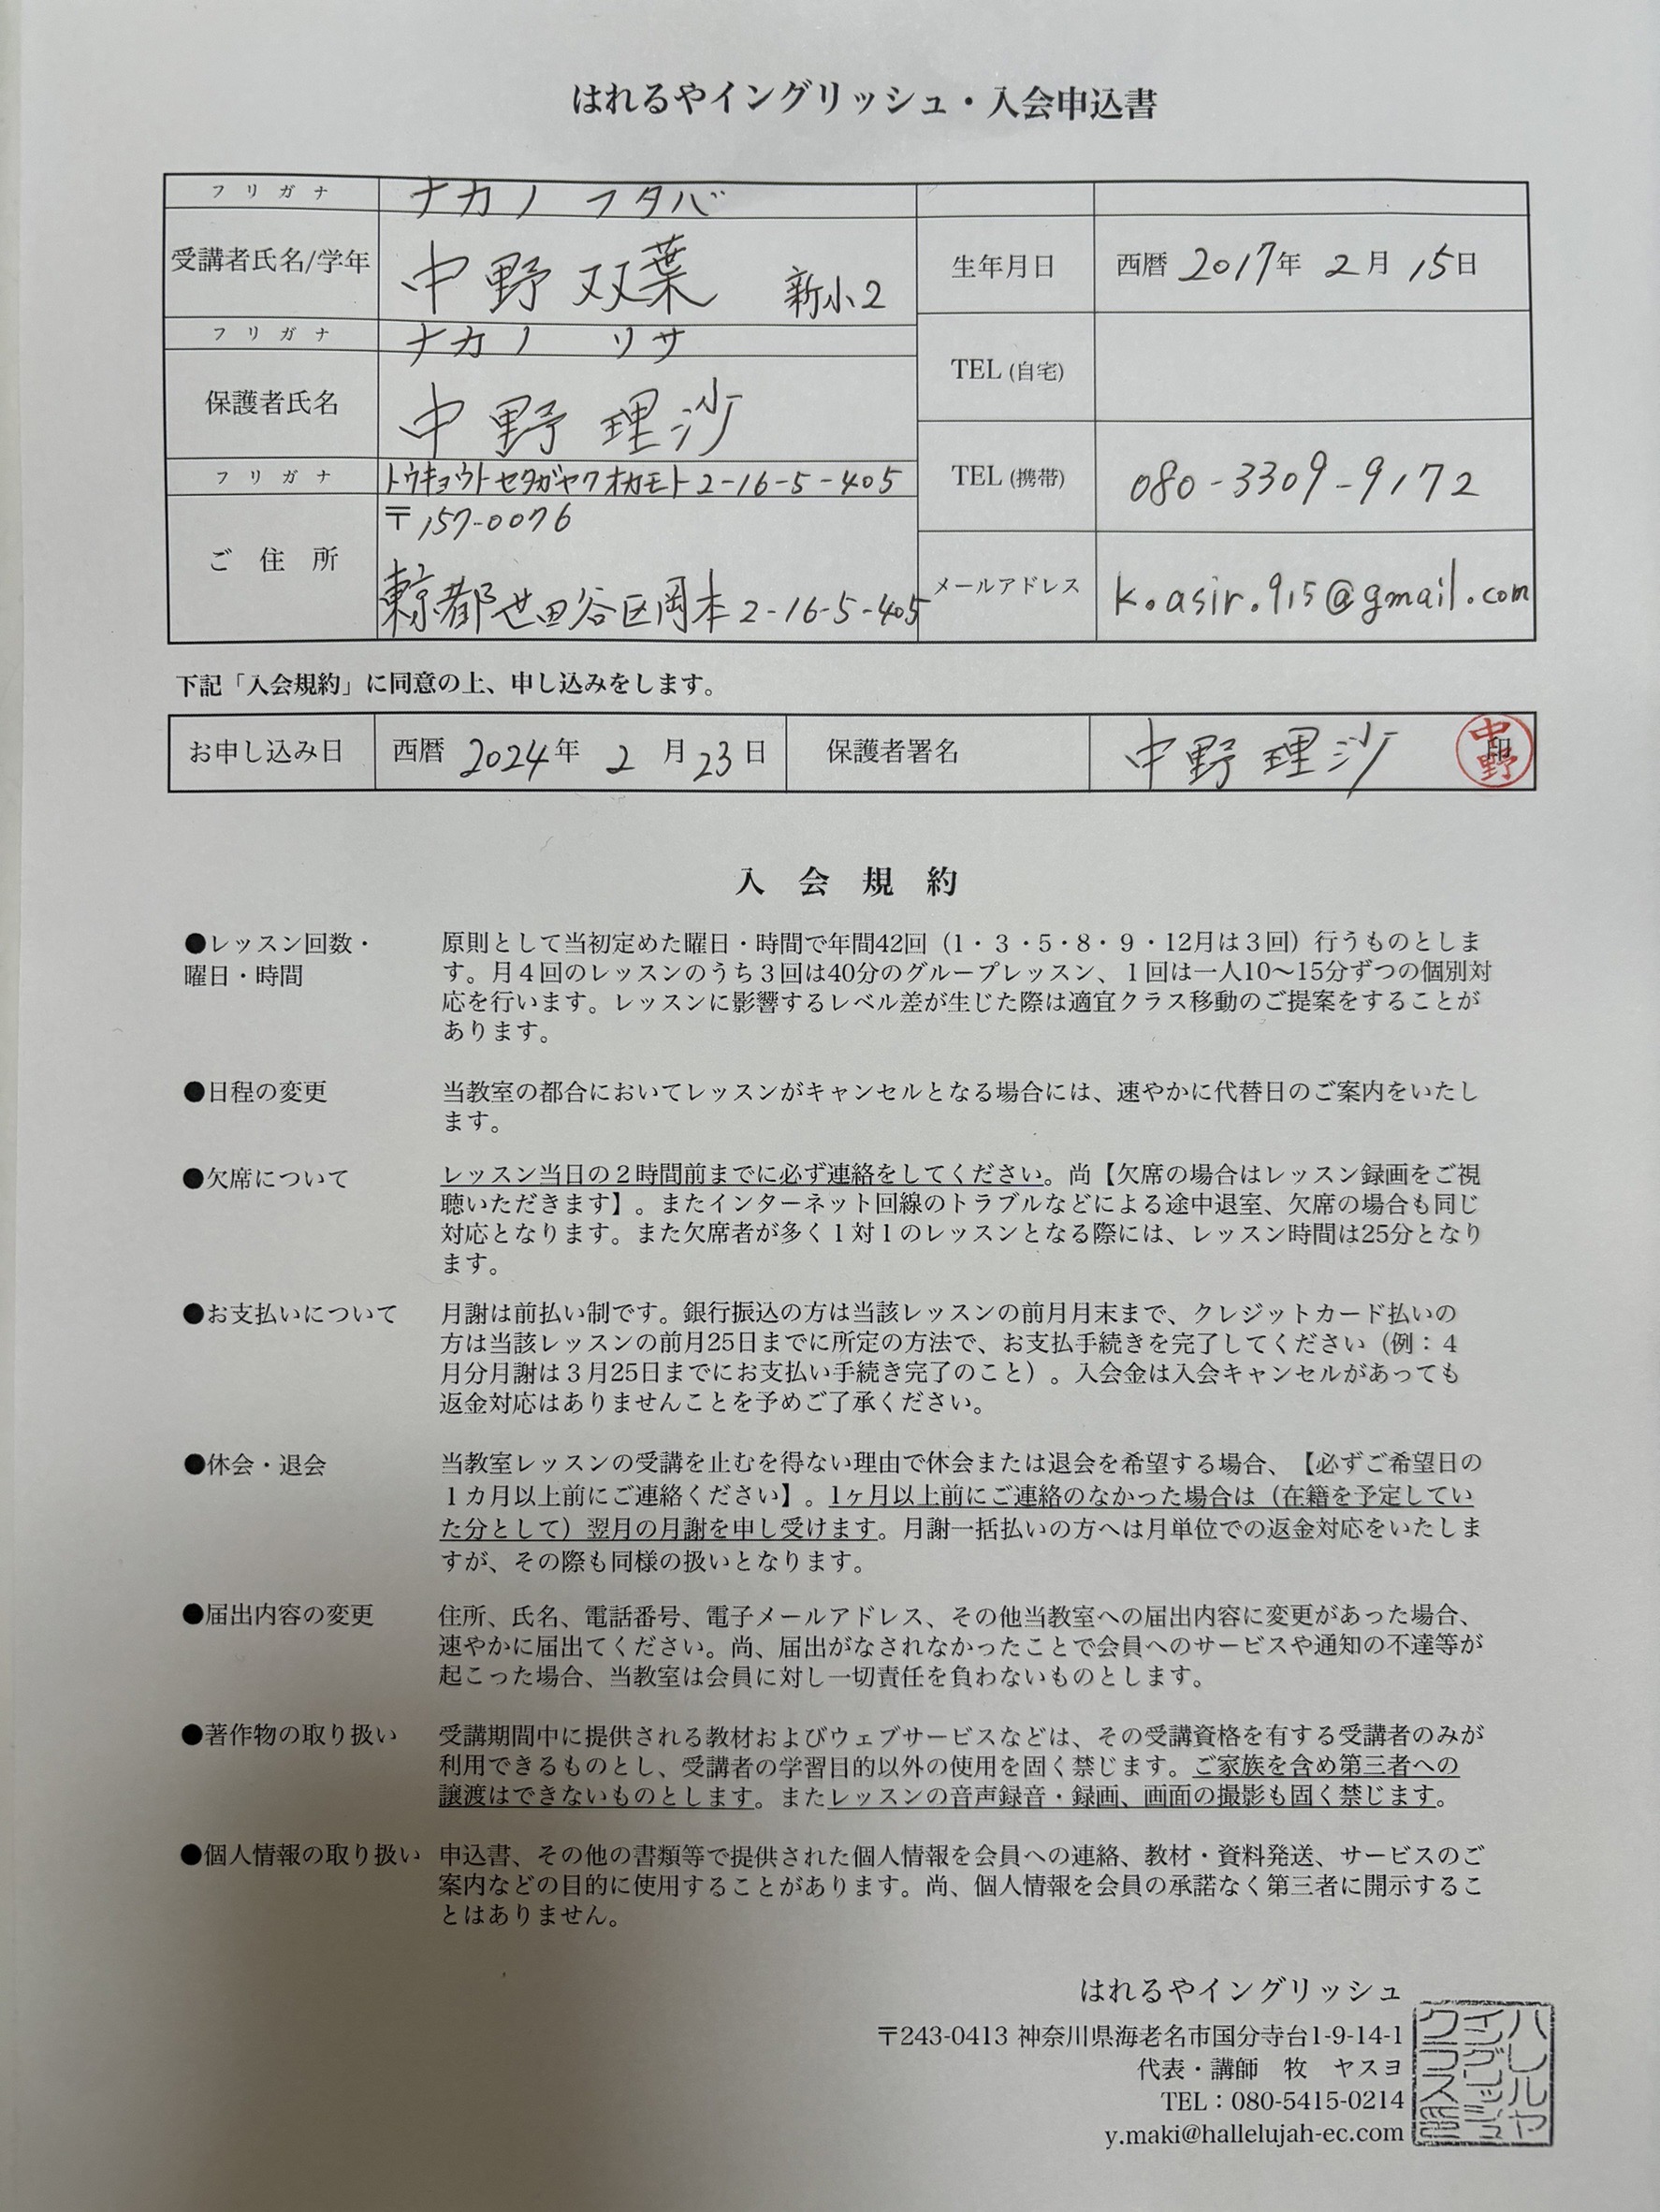 はれるやイングリッシュ・入会申込書
フリガナ ナカノ フタバ
受講者氏名/学年 中野双葉 新小2 生年月日 西暦 2017年 2月 15日
フリガナ ナカノ リサ
保護者氏名 中野理沙 TEL (自宅)
フリガナ トウキョウトセタガヤクオカモト2-16-5-405 TEL (携帯) 080-3309-9172
ご住所 〒157-0076
東京都世田谷区岡本2-16-5-405 メールアドレス k.asir.915@gmail.com
下記「入会規約」に同意の上、申し込みをします。
お申し込み日 西暦 2024年 2月23日 保護者署名 中野理沙 印 中野
入会規約
●レッスン回数・ 原則として当初定めた曜日・時間で年間42回（1・3・5・8・9・12月は３回）行うものとしま
曜日・時間 す。月４回のレッスンのうち３回は40分のグループレッスン、１回は一人10〜15分ずつの個別対
応を行います。レッスンに影響するレベル差が生じた際は適宜クラス移動のご提案をすることが
あります。
●日程の変更 当教室の都合においてレッスンがキャンセルとなる場合には、速やかに代替日のご案内をいたし
ます。
●欠席について レッスン当日の２時間前までに必ず連絡をしてください。尚【欠席の場合はレッスン録画をご視
聴いただきます】。またインターネット回線のトラブルなどによる途中退室、欠席の場合も同じ
対応となります。また欠席者が多く１対１のレッスンとなる際には、レッスン時間は25分となり
ます。
●お支払いについて 月謝は前払い制です。銀行振込の方は当該レッスンの前月月末まで、クレジットカード払いの
方は当該レッスンの前月25日までに所定の方法で、お支払手続きを完了してください（例：４
月分月謝は３月25日までにお支払い手続き完了のこと）。入会金は入会キャンセルがあっても
返金対応はありませんことを予めご了承ください。
●休会・退会 当教室レッスンの受講を止むを得ない理由で休会または退会を希望する場合、【必ずご希望日の
１カ月以上前にご連絡ください】。1ヶ月以上前にご連絡のなかった場合は（在籍を予定してい
た分として）翌月の月謝を申し受けます。月謝一括払いの方へは月単位での返金対応をいたしま
すが、その際も同様の扱いとなります。
●届出内容の変更 住所、氏名、電話番号、電子メールアドレス、その他当教室への届出内容に変更があった場合、
速やかに届出てください。尚、届出がなされなかったことで会員へのサービスや通知の不達等が
起こった場合、当教室は会員に対し一切責任を負わないものとします。
●著作物の取り扱い 受講期間中に提供される教材およびウェブサービスなどは、その受講資格を有する受講者のみが
利用できるものとし、受講者の学習目的以外の使用を固く禁じます。ご家族を含め第三者への
譲渡はできないものとします。またレッスンの音声録音・録画、画面の撮影も固く禁じます。
●個人情報の取り扱い 申込書、その他の書類等で提供された個人情報を会員への連絡、教材・資料発送、サービスのご
案内などの目的に使用することがあります。尚、個人情報を会員の承諾なく第三者に開示するこ
とはありません。
はれるやイングリッシュ
〒243-0413 神奈川県海老名市国分寺台1-9-14-1
代表・講師 牧 ヤスヨ
TEL：080-5415-0214
y.maki@hallelujah-ec.com
ハレルヤ
イングリッシュ
クラス印